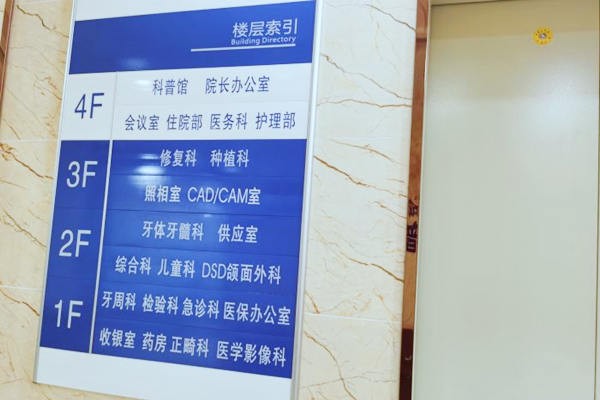 楼层索引
Building Directory
4F
科普馆 院长办公室
会议室 住院部 医务科 护理部
3F
修复科 种植科
照相室 CAD/CAM室
2F
牙体牙髓科 供应室
综合科 儿童科 DSD颌面外科
1F
牙周科 检验科 急诊科 医保办公室
收银室 药房 正畸科 医学影像科